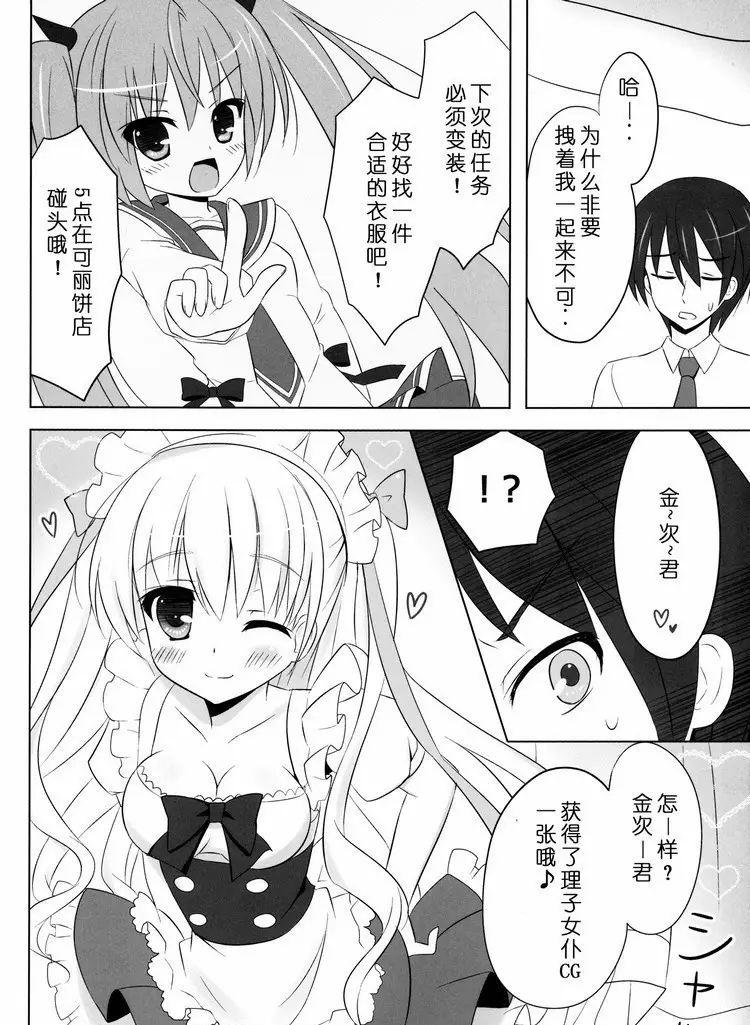 哈—··
为什么非要
拽着我一起来不可··
下次的任务
必须变装！
好好找一件
合适的衣服吧！
5点在可丽饼店
碰头哦！
金~次~君
！？
怎—样？
金次—君
获得了理子女仆CG
一张哦♪
シャ